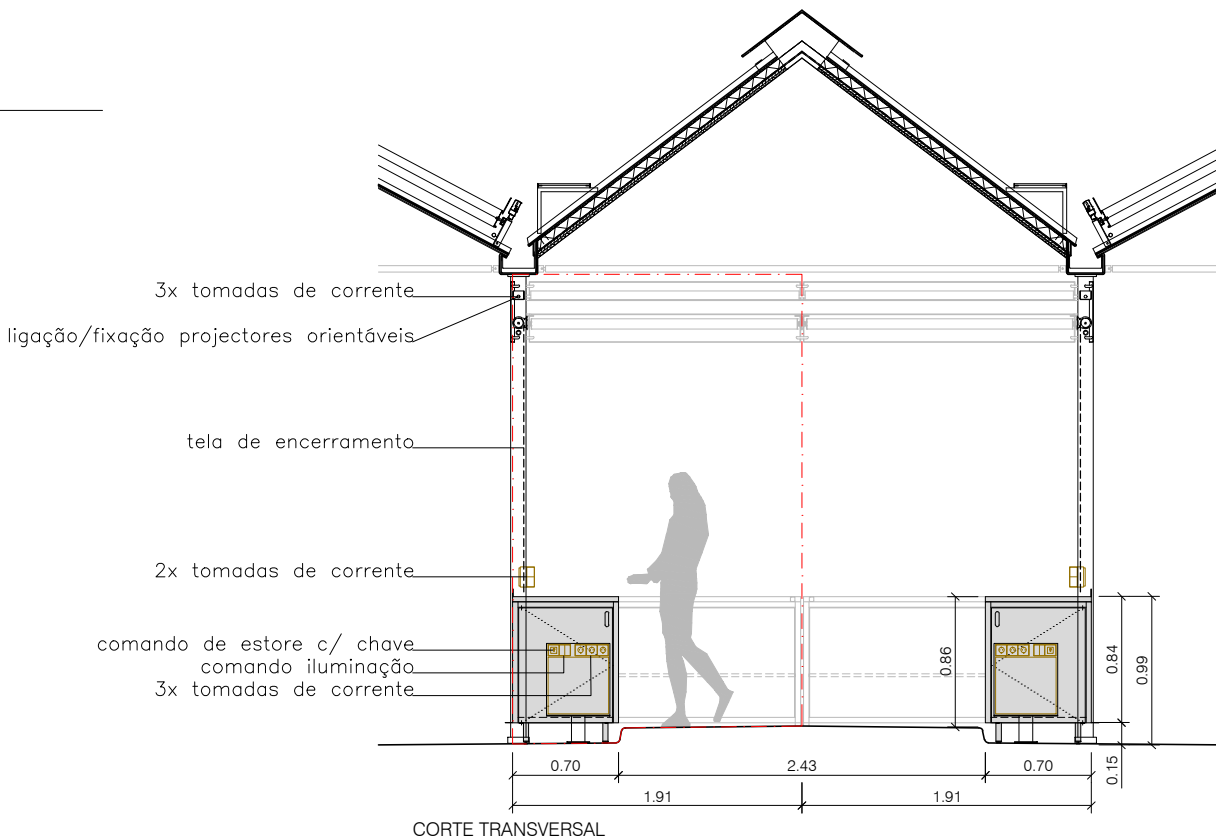 3x tomadas de corrente
ligação/fixação projectores orientáveis
tela de encerramento
2x tomadas de corrente
comando de estore c/ chave
comando iluminação
3x tomadas de corrente
0.86
0.84
0.99
0.15
0.70
2.43
0.70
1.91
1.91
CORTE TRANSVERSAL